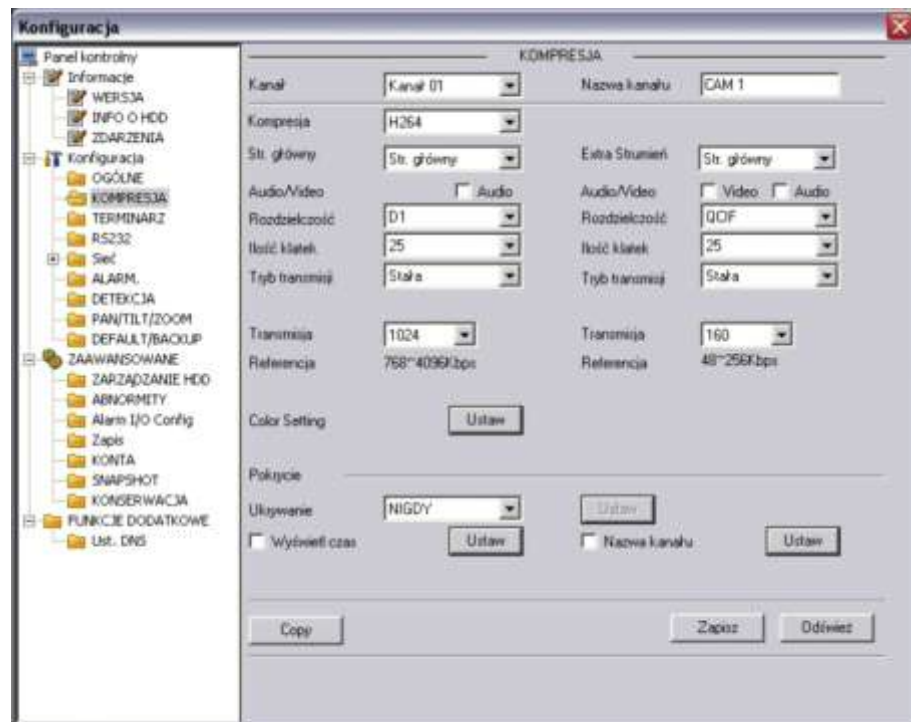 Konfiguracja
Panel kontrolny
Informacje
WERSJA
INFO O HDD
ZDARZENIA
Konfiguracja
OGÓLNE
KOMPRESJA
TERMINARZ
RS232
Sieć
ALARM.
DETEKCJA
PAN/TILT/ZOOM
DEFAULT/BACKUP
ZAAWANSOWANE
ZARZĄDZANIE HDD
ABNORMITY
Alarm I/O Config
Zapis
KONTA
SNAPSHOT
KONSERWACJA
FUNKCJE DODATKOWE
Ust. DNS
KOMPRESJA
Kanał Kanał 01 Nazwa kanału CAM 1
Kompresja H264
Str. główny Str. główny Extra Strumień Str. główny
Audio/Video Audio Audio/Video Video Audio
Rozdzielczość D1 Rozdzielczość QCIF
Ilość klatek 25 Ilość klatek 25
Tryb transmisji Stała Tryb transmisji Stała
Transmisja 1024 Transmisja 160
Referencja 768~4096Kbps Referencja 48~256Kbps
Color Setting Ustaw
Pokrycie
Ukrywanie NIGDY Ustaw
Wyświetl czas Ustaw Nazwa kanału Ustaw
Copy Zapisz Odśwież